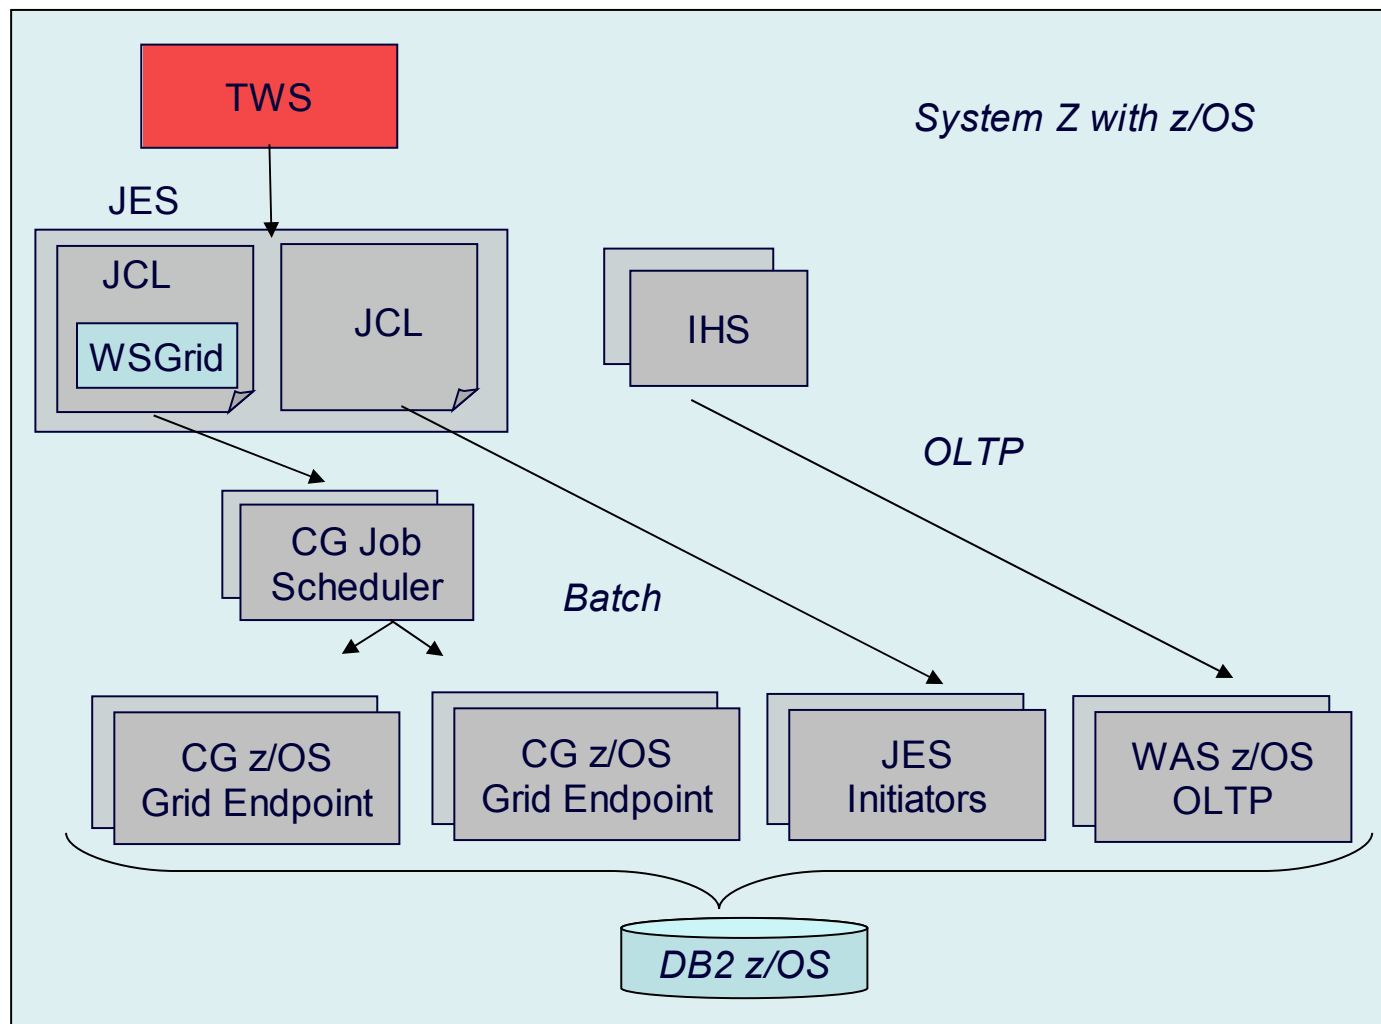 TWS
System Z with z/OS
JES
JCL
WSGrid
JCL
IHS
OLTP
CG Job
Scheduler
Batch
CG z/OS
Grid Endpoint
CG z/OS
Grid Endpoint
JES
Initiators
WAS z/OS
OLTP
DB2 z/OS